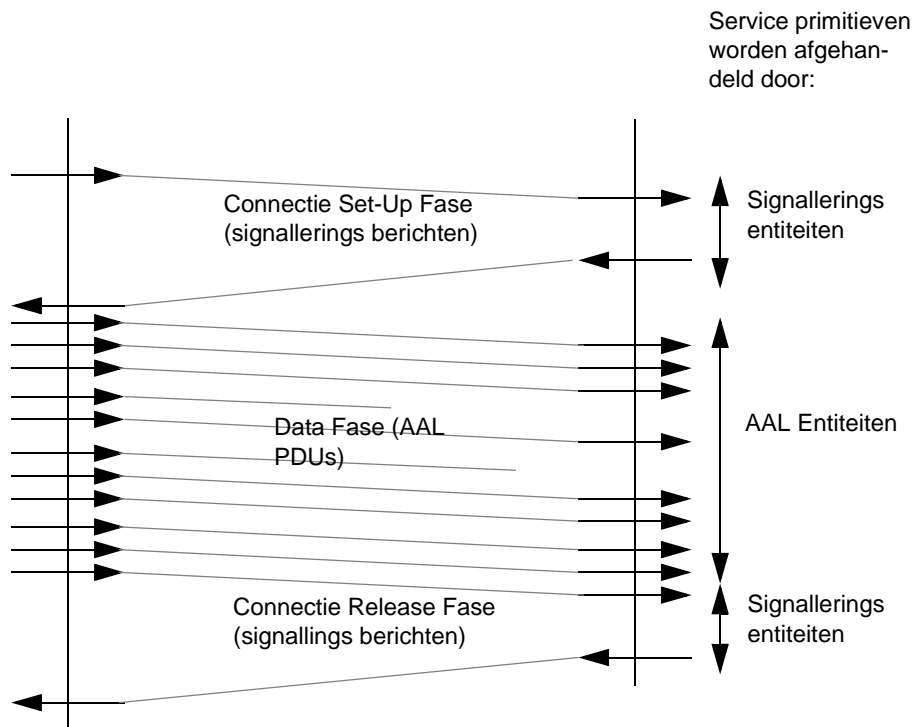 Service primitieven
worden afgehan-
deld door:
Connectie Set-Up Fase
(signallerings berichten)
Signallerings
entiteiten
Data Fase (AAL
PDUs)
AAL Entiteiten
Connectie Release Fase
(signallings berichten)
Signallerings
entiteiten